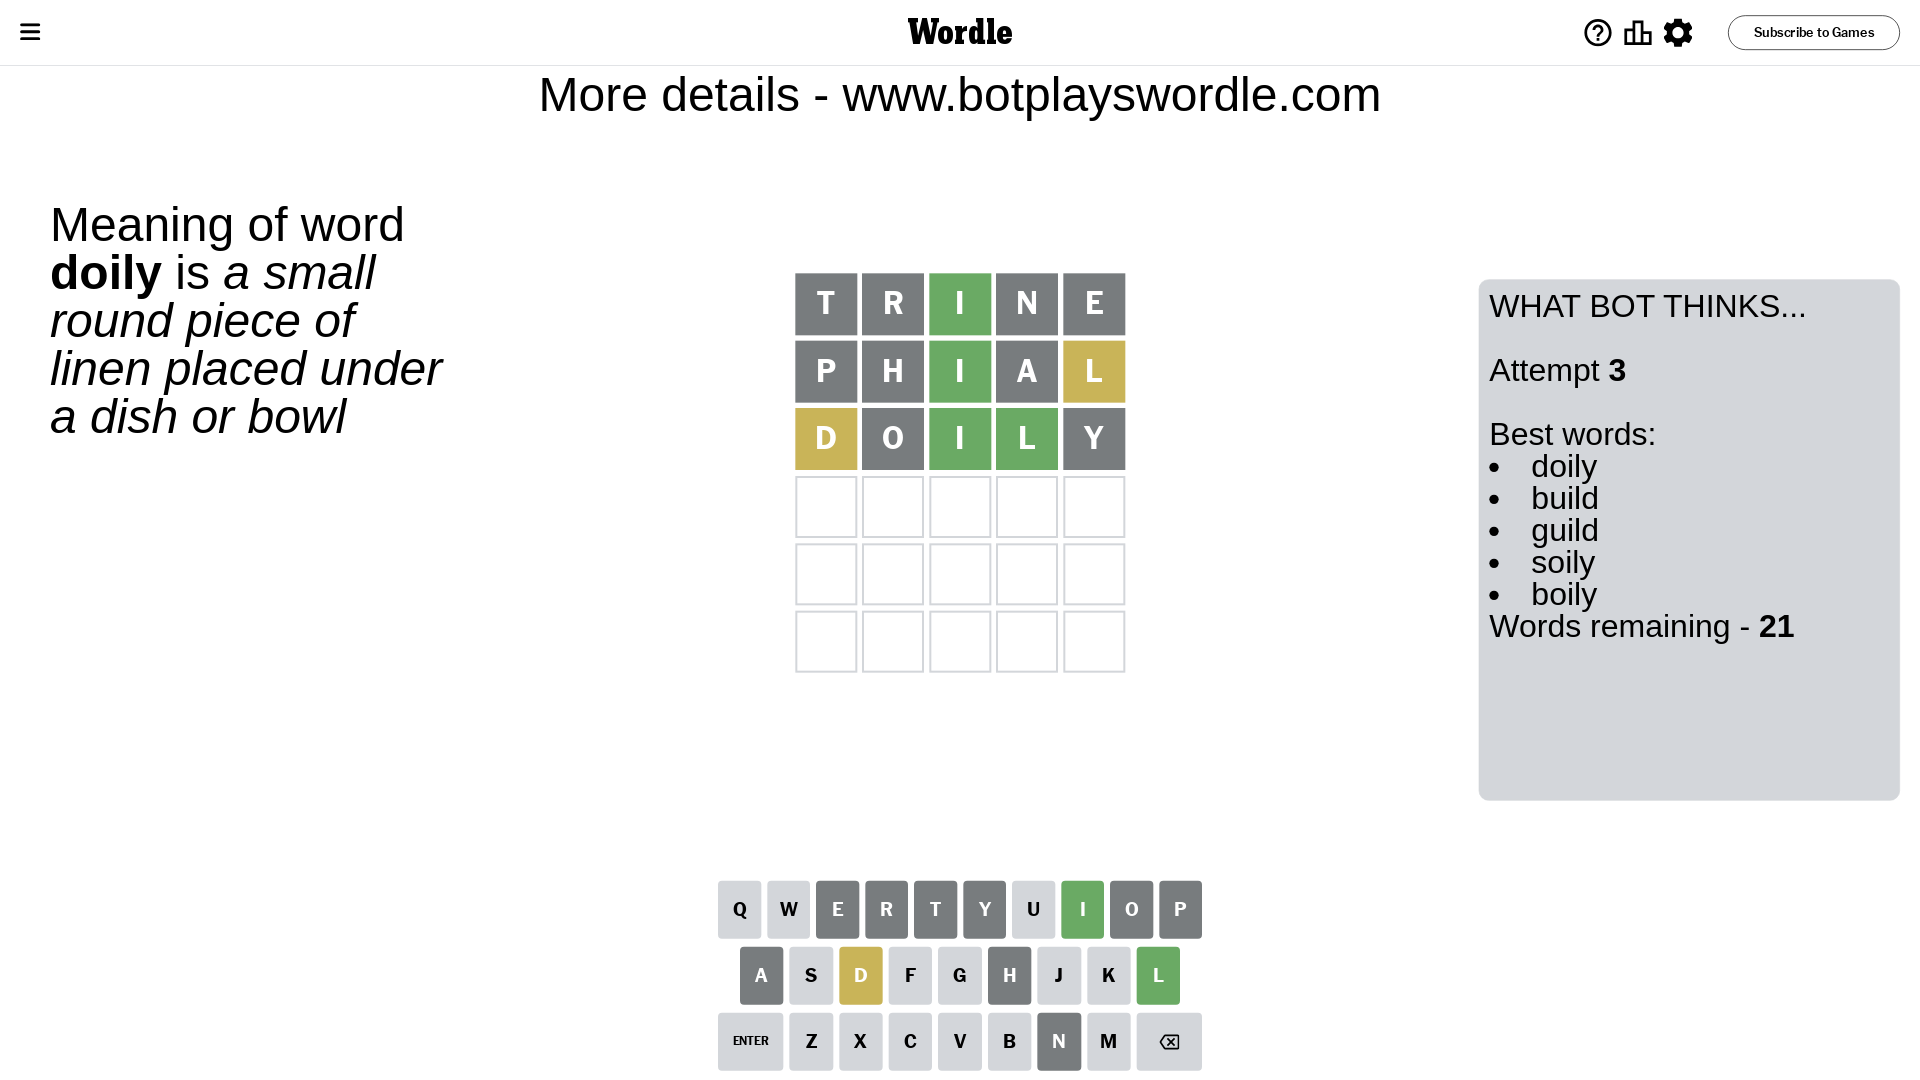 Wordle
Subscribe to Games
More details - www.botplayswordle.com
Meaning of word
doily is a small
round piece of
linen placed under
a dish or bowl
T R I N E
P H I A L
D O I L Y
WHAT BOT THINKS...
Attempt 3
Best words:
• doily
• build
• guild
• soily
• boily
Words remaining - 21
Q W E R T Y U I O P
A S D F G H J K L
ENTER Z X C V B N M